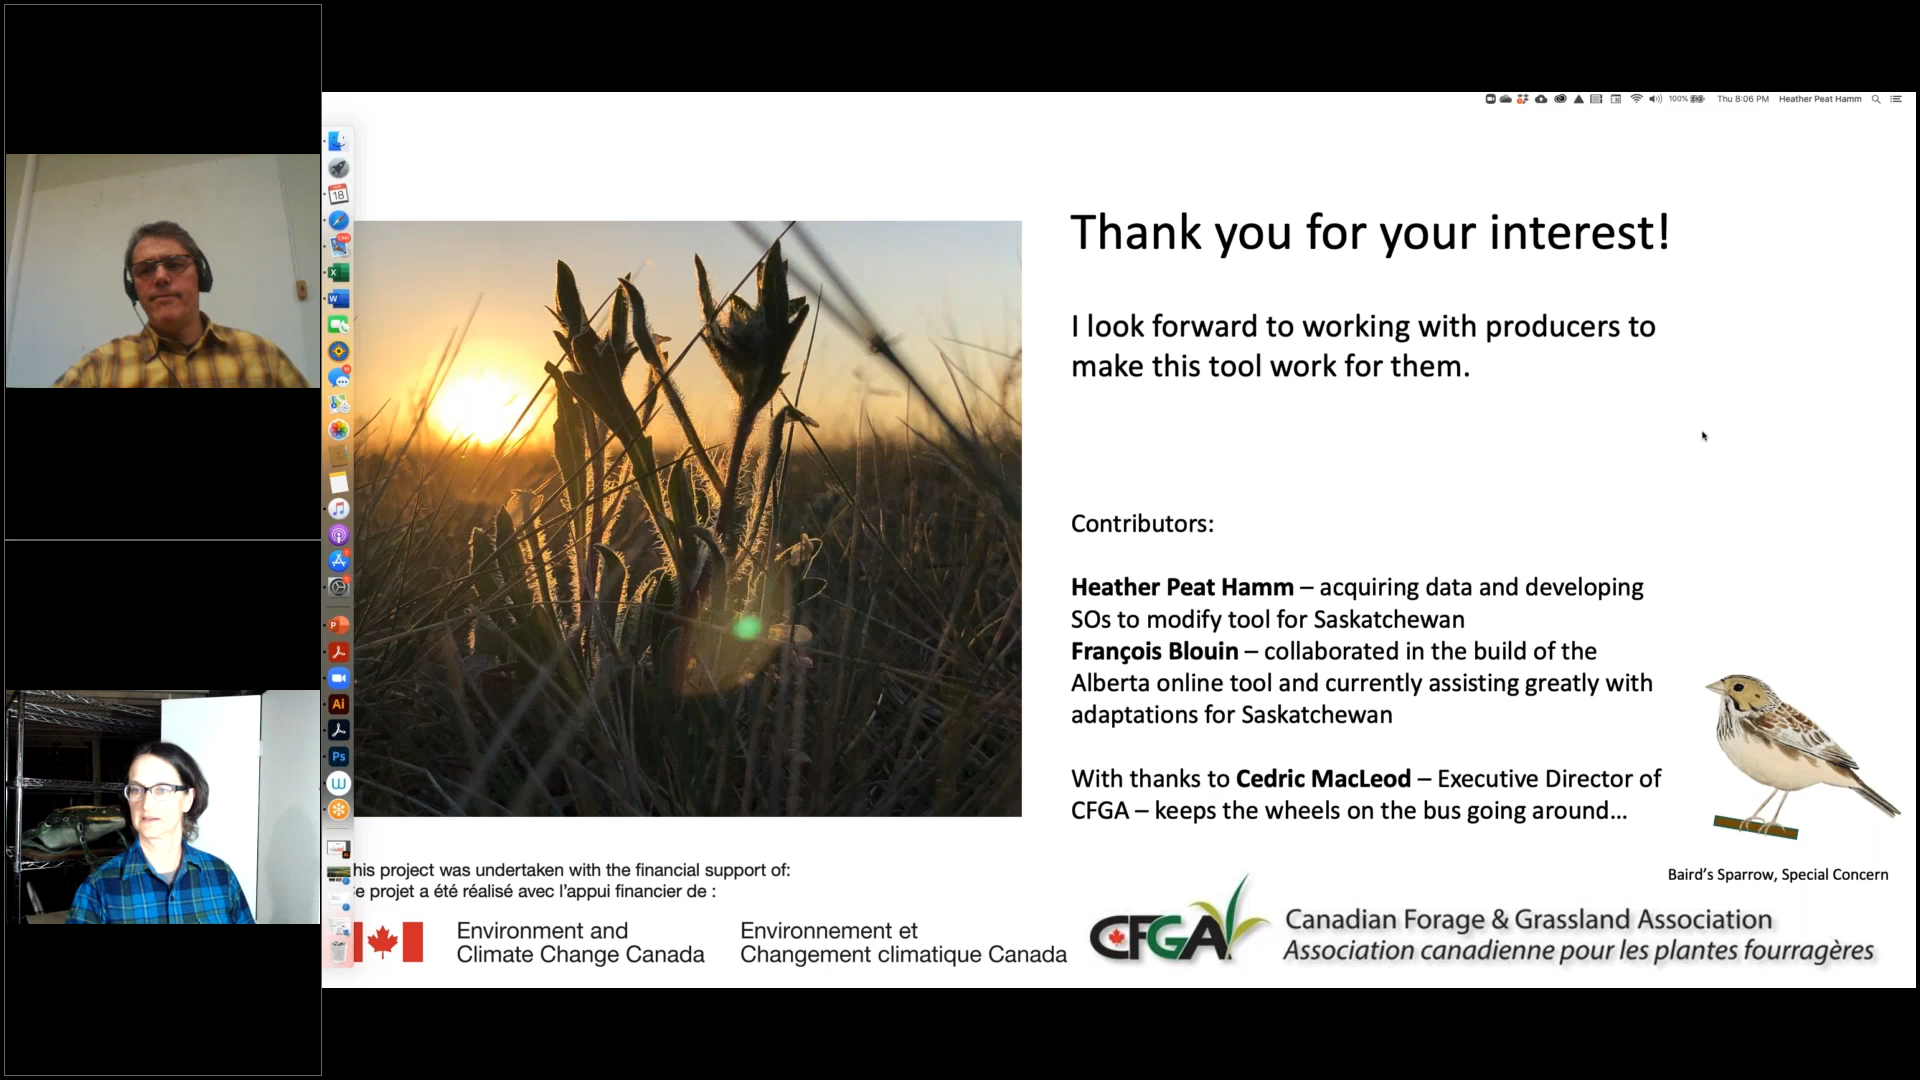 100%
Thu 8:06 PM
Heather Peat Hamm
18
Thank you for your interest!
I look forward to working with producers to
make this tool work for them.
Contributors:
Heather Peat Hamm – acquiring data and developing
SOs to modify tool for Saskatchewan
François Blouin – collaborated in the build of the
Alberta online tool and currently assisting greatly with
adaptations for Saskatchewan
With thanks to Cedric MacLeod – Executive Director of
CFGA – keeps the wheels on the bus going around...
Baird's Sparrow, Special Concern
his project was undertaken with the financial support of:
e projet a été réalisé avec l'appui financier de :
Environment and
Climate Change Canada
Environnement et
Changement climatique Canada
CFGA
Canadian Forage & Grassland Association
Association canadienne pour les plantes fourragères
X
W
P
Ai
Ps
W